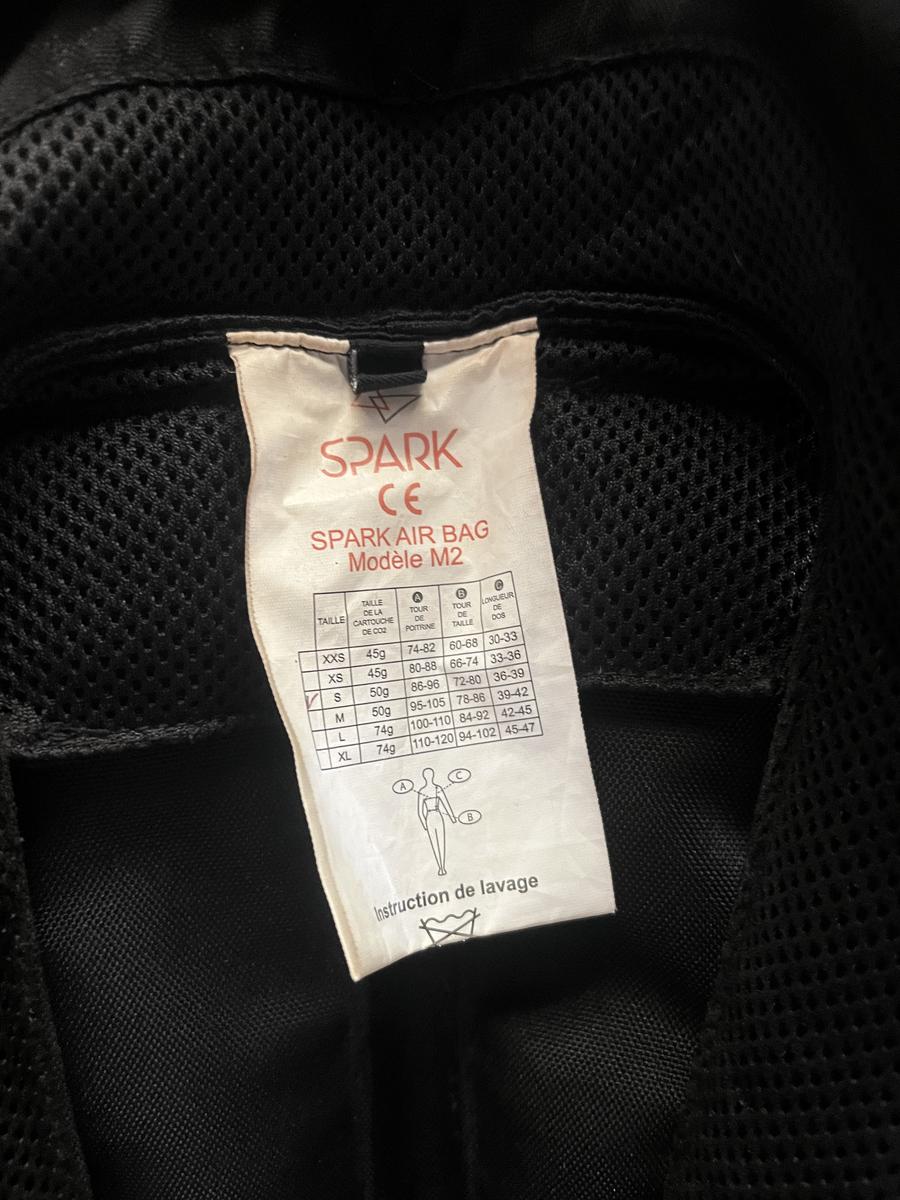 SPARK
CE
SPARK AIR BAG
Modèle M2
TAILLE TAILLE DE LA CARTOUCHE DE CO2 A TOUR DE POITRINE B TOUR DE TAILLE C LONGUEUR DE DOS
XXS 45g 74-82 60-68 30-33
XS 45g 80-88 66-74 33-36
S 50g 86-96 72-80 36-39
M 50g 95-105 78-86 39-42
L 74g 100-110 84-92 42-45
XL 74g 110-120 94-102 45-47
A C
B
Instruction de lavage